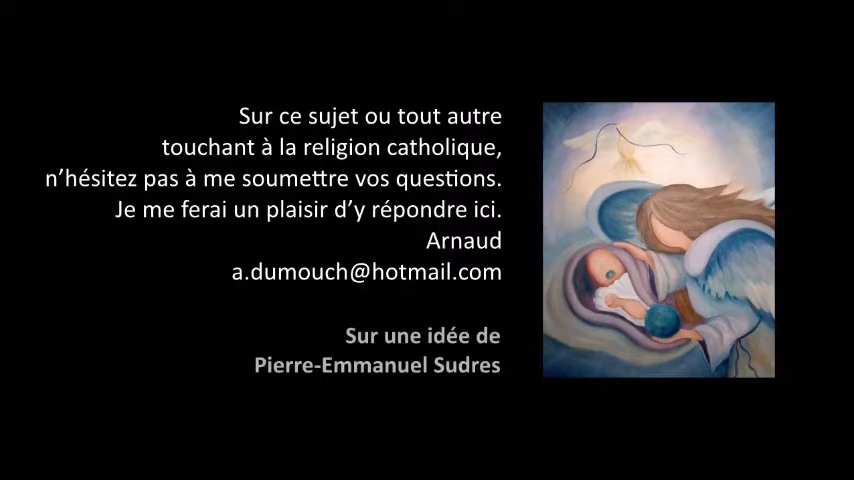 Sur ce sujet ou tout autre
touchant à la religion catholique,
n’hésitez pas à me soumettre vos questions.
Je me ferai un plaisir d’y répondre ici.
Arnaud
a.dumouch@hotmail.com
Sur une idée de
Pierre-Emmanuel Sudres